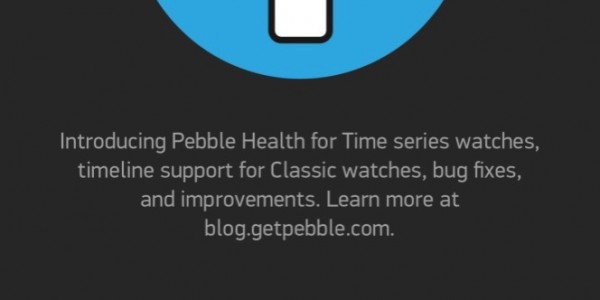 Introducing Pebble Health for Time series watches,
timeline support for Classic watches, bug fixes,
and improvements. Learn more at
blog.getpebble.com.